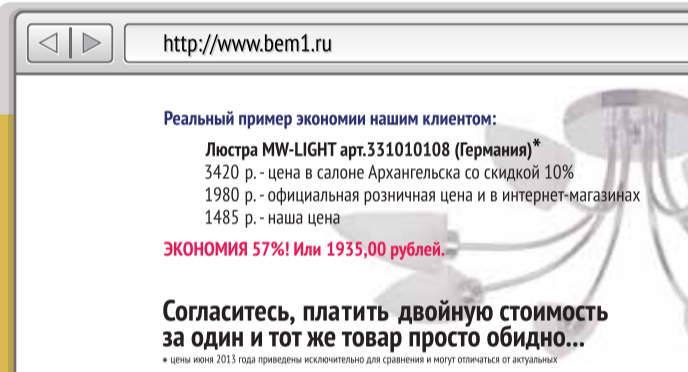 http://www.bem1.ru
Реальный пример экономии нашим клиентом:
Люстра MW-LIGHT арт.331010108 (Германия)*
3420 р. - цена в салоне Архангельска со скидкой 10%
1980 р. - официальная розничная цена и в интернет-магазинах
1485 р. - наша цена
ЭКОНОМИЯ 57%! Или 1935,00 рублей.
Согласитесь, платить двойную стоимость
за один и тот же товар просто обидно...
* цены июня 2013 года приведены исключительно для сравнения и могут отличаться от актуальных